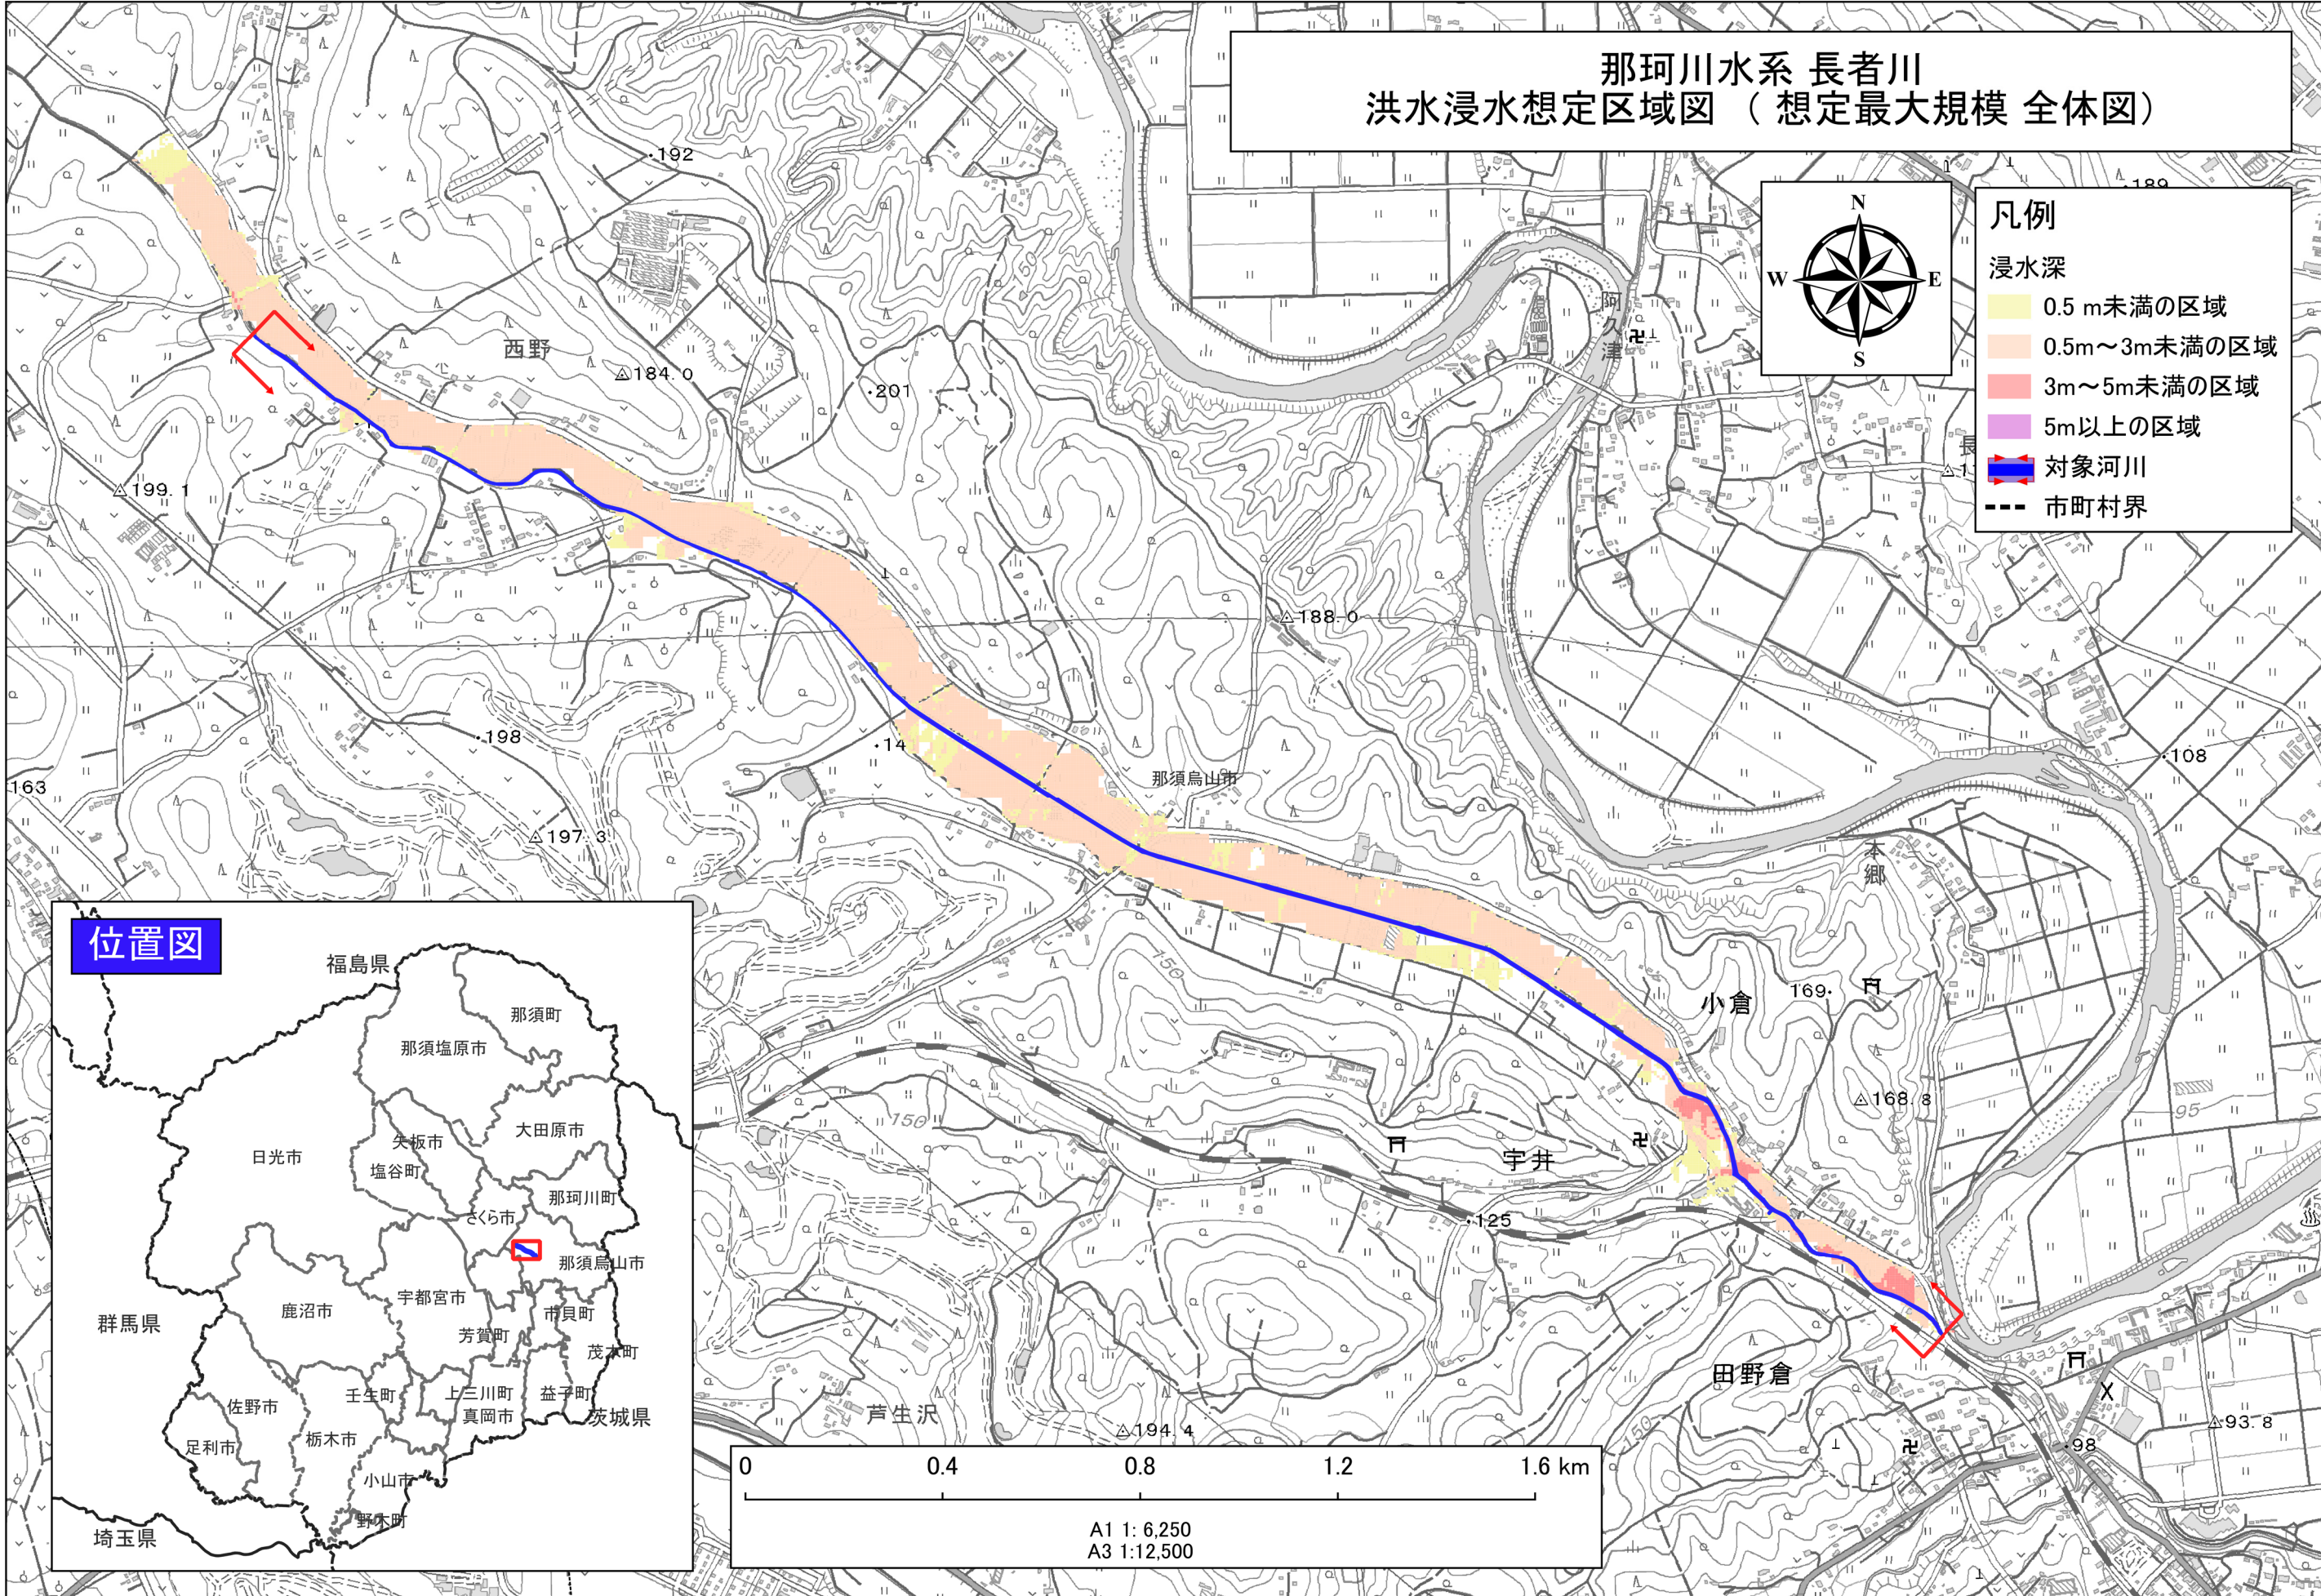 那珂川水系 長者川
洪水浸水想定区域図 （ 想定最大規模 全体図）
N
W
E
S
凡例
浸水深
0.5 m未満の区域
0.5m～3m未満の区域
3m～5m未満の区域
5m以上の区域
対象河川
市町村界
189
192
150
西野
184.0
201
阿久津
長
199.1
188.0
198
14
163
那須烏山市
197.3
108
本郷
150
小倉
169
168.8
150
95
宇井
125
田野倉
芦生沢
194.4
150
98
93.8
位置図
福島県
那須町
那須塩原市
大田原市
矢板市
日光市
塩谷町
那珂川町
さくら市
那須烏山市
宇都宮市
鹿沼市
市貝町
群馬県
芳賀町
茂木町
上三川町
益子町
壬生町
佐野市
真岡市
茨城県
栃木市
足利市
小山市
野木町
埼玉県
0
0.4
0.8
1.2
1.6 km
A1 1: 6,250
A3 1:12,500